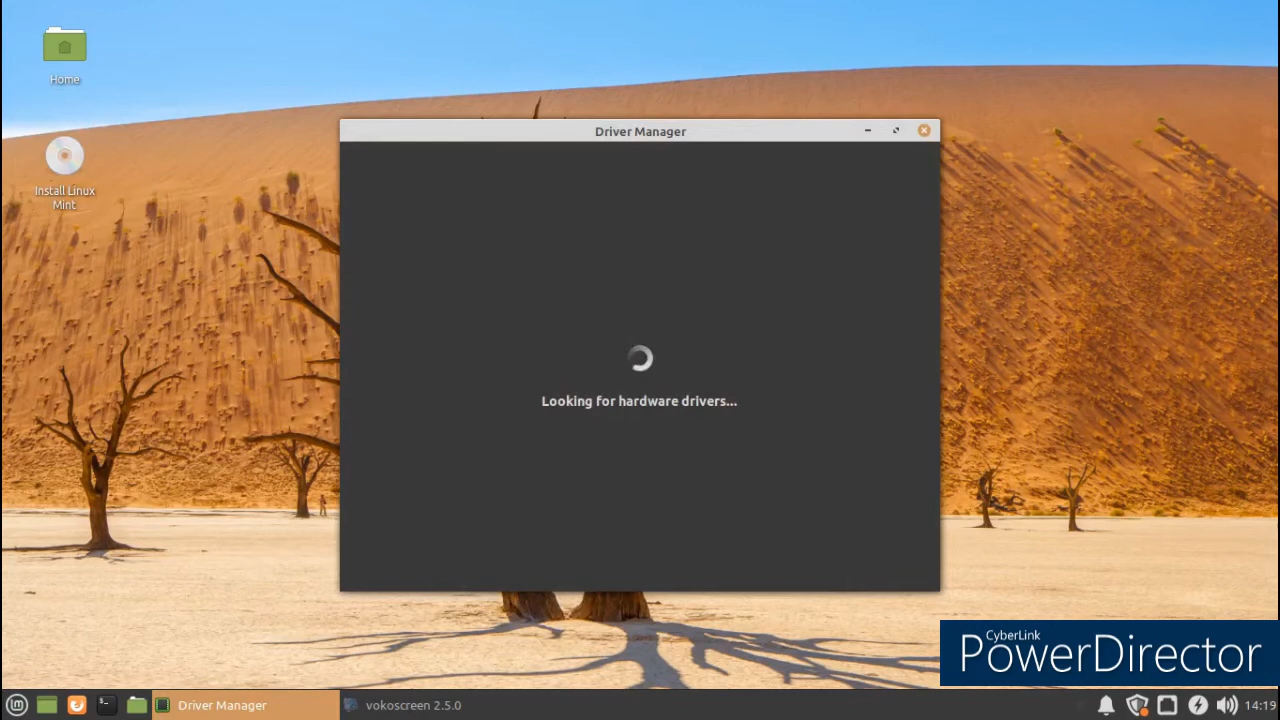 Home
Install Linux
Mint
Driver Manager
Looking for hardware drivers...
CyberLink
PowerDirector
Driver Manager
vokoscreen 2.5.0
14:19